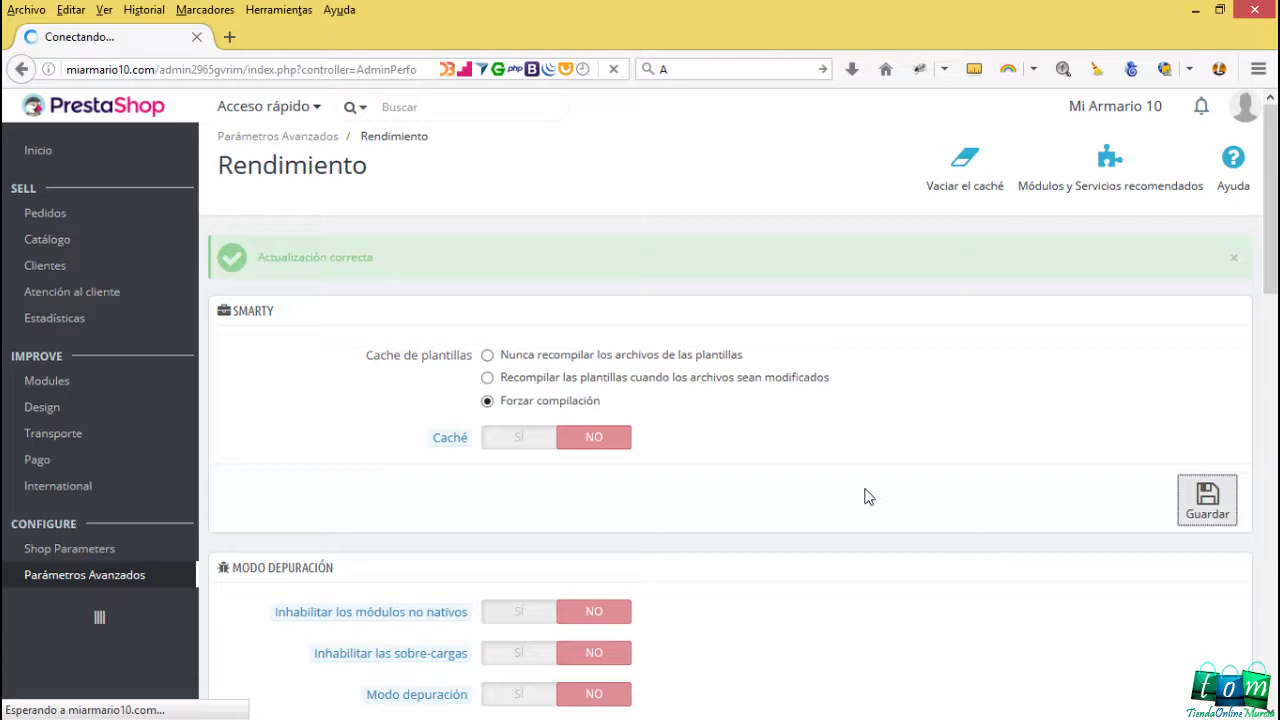 Archivo Editar Ver Historial Marcadores Herramientas Ayuda
Conectando...
miarmario10.com/admin2965gvrim/index.php?controller=AdminPerfo
php
B
A
PrestaShop
Acceso rápido
Buscar
Mi Armario 10
Parámetros Avanzados / Rendimiento
Rendimiento
Vaciar el caché
Módulos y Servicios recomendados
Ayuda
Inicio
SELL
Pedidos
Catálogo
Clientes
Atención al cliente
Estadísticas
IMPROVE
Modules
Design
Transporte
Pago
International
CONFIGURE
Shop Parameters
Parámetros Avanzados
Actualización correcta
SMARTY
Cache de plantillas
Nunca recompilar los archivos de las plantillas
Recompilar las plantillas cuando los archivos sean modificados
Forzar compilación
Caché
SÍ NO
Guardar
MODO DEPURACIÓN
Inhabilitar los módulos no nativos
SÍ NO
Inhabilitar las sobre-cargas
SÍ NO
Modo depuración
SÍ NO
Esperando a miarmario10.com...
tom
TiendaOnlineMurcia